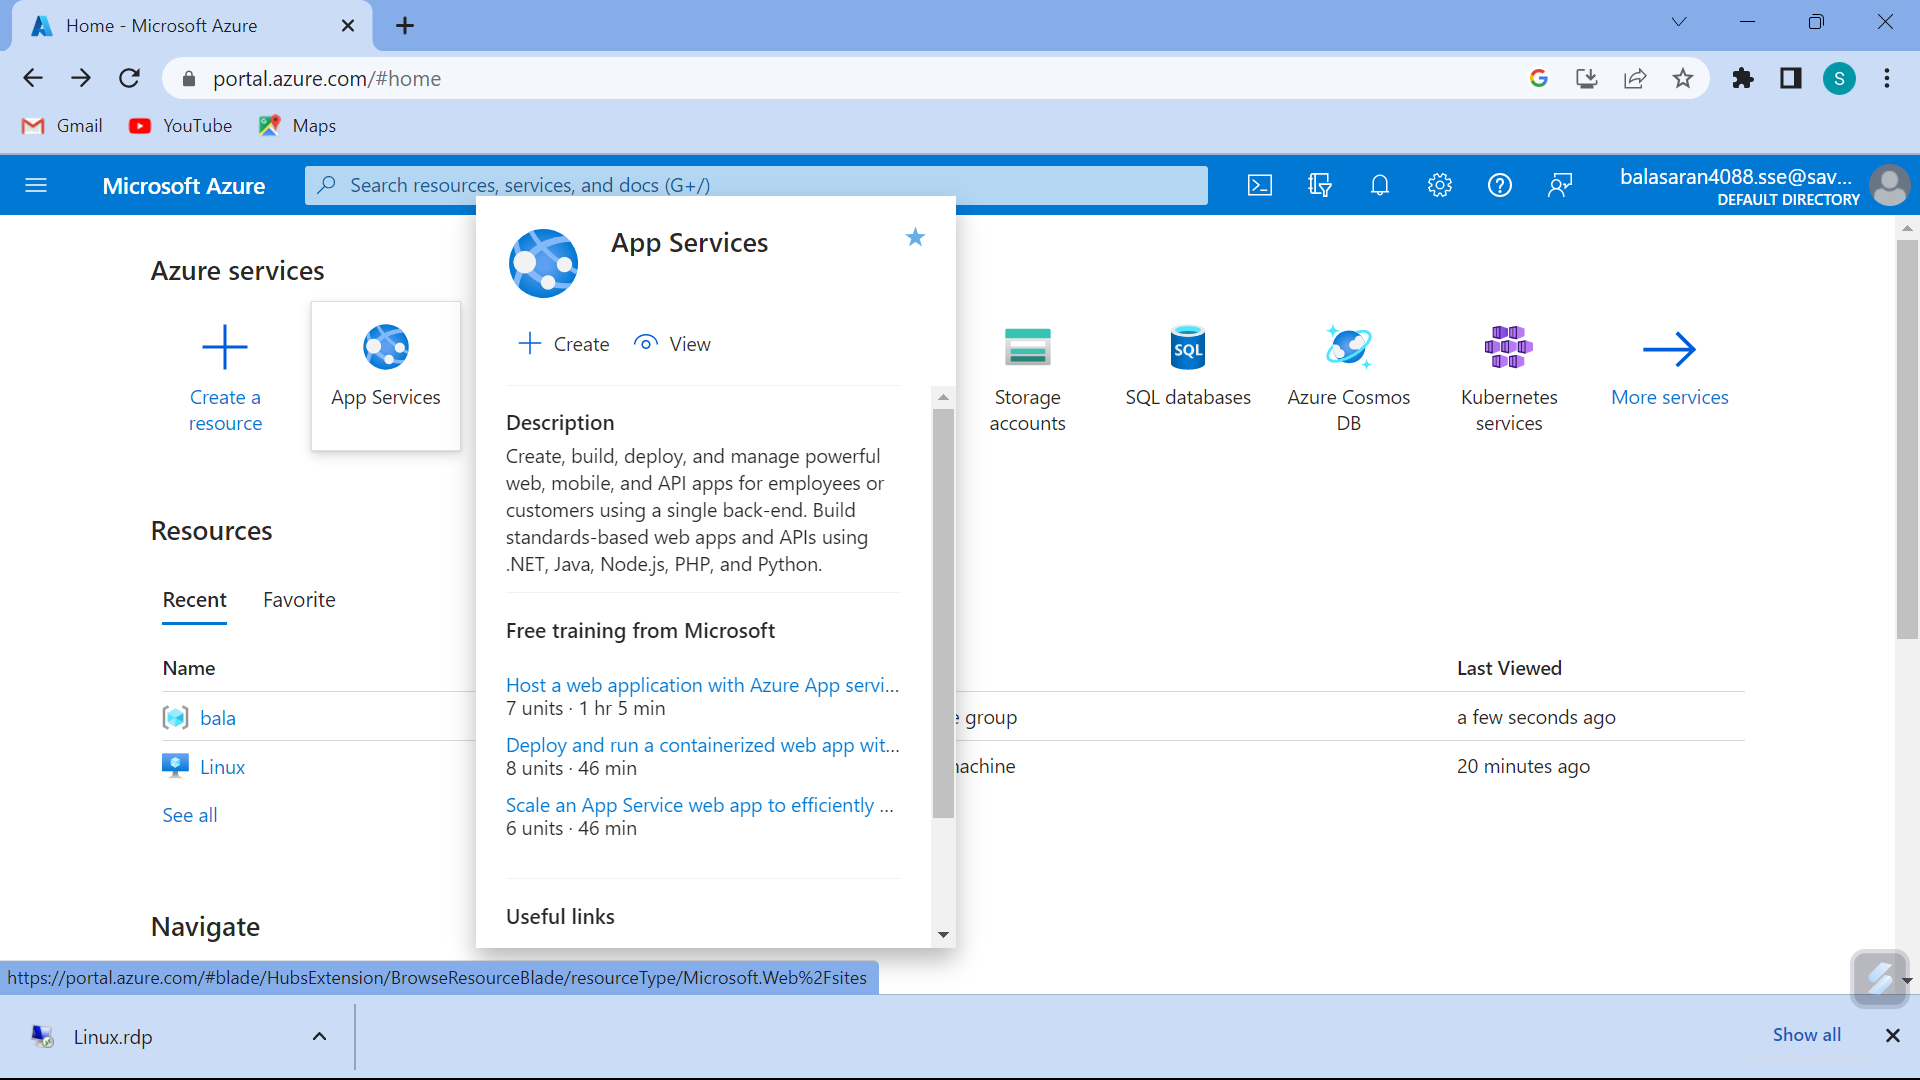 Home - Microsoft Azure
portal.azure.com/#home
S
Gmail
YouTube
Maps
Microsoft Azure
Search resources, services, and docs (G+/)
balasaran4088.sse@sav...
DEFAULT DIRECTORY
Azure services
Create a
resource
App Services
App Services
Create
View
Description
Create, build, deploy, and manage powerful
web, mobile, and API apps for employees or
customers using a single back-end. Build
standards-based web apps and APIs using
.NET, Java, Node.js, PHP, and Python.
Free training from Microsoft
Host a web application with Azure App servi...
7 units · 1 hr 5 min
Deploy and run a containerized web app wit...
8 units · 46 min
Scale an App Service web app to efficiently ...
6 units · 46 min
Useful links
Storage
accounts
SQL
SQL databases
Azure Cosmos
DB
Kubernetes
services
More services
Resources
Recent
Favorite
Name
Last Viewed
bala
e group
a few seconds ago
Linux
achine
20 minutes ago
See all
Navigate
https://portal.azure.com/#blade/HubsExtension/BrowseResourceBlade/resourceType/Microsoft.Web%2Fsites
Linux.rdp
Show all